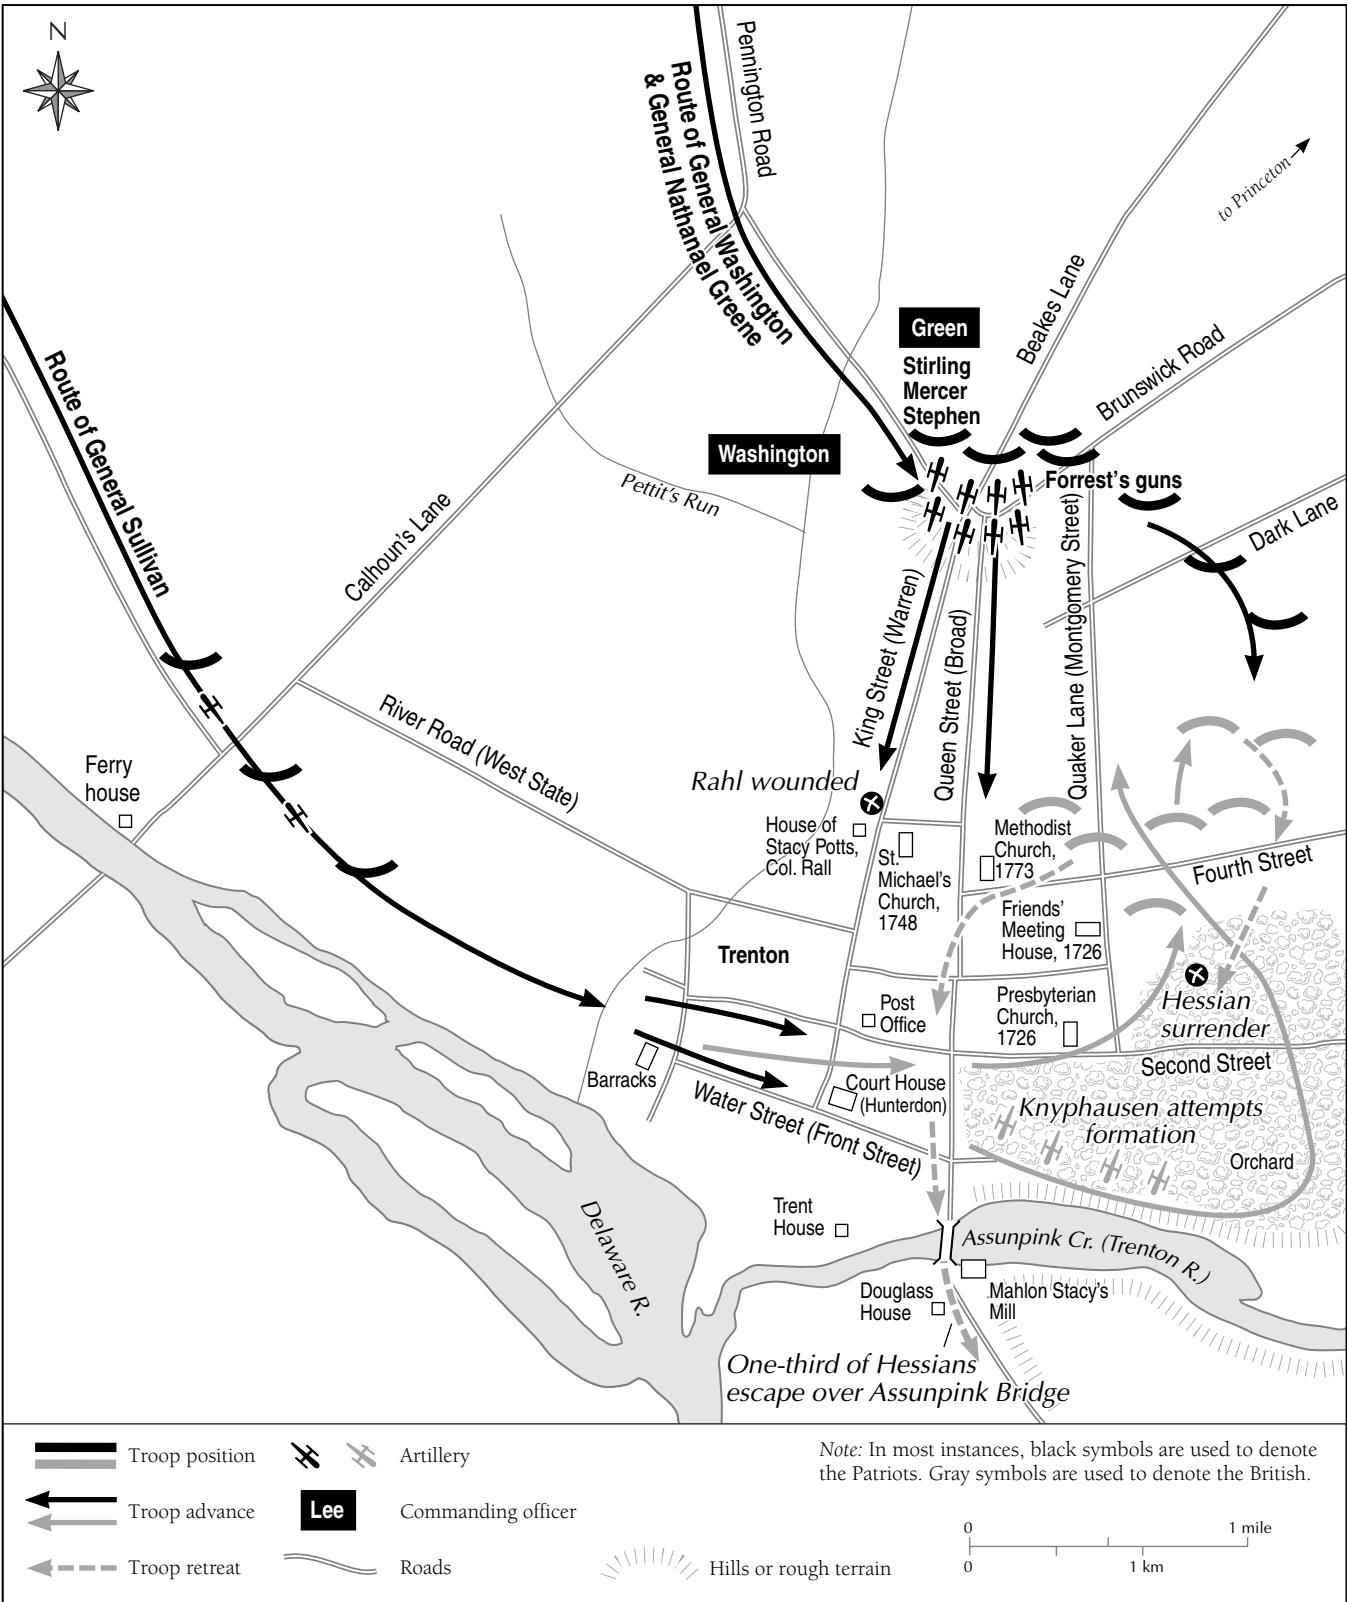 N
Pennington Road
Route of General Washington
& General Nathanael Greene
to Princeton
Beakes Lane
Green
Stirling
Mercer
Stephen
Brunswick Road
Washington
Forrest's guns
Route of General Sullivan
Pettit's Run
Calhoun's Lane
Dark Lane
King Street (Warren)
Queen Street (Broad)
Quaker Lane (Montgomery Street)
River Road (West State)
Ferry
house
Rahl wounded
House of
Stacy Potts,
Col. Rall
St.
Michael's
Church,
1748
Methodist
Church,
1773
Fourth Street
Friends'
Meeting
House, 1726
Trenton
Hessian
surrender
Post
Office
Presbyterian
Church,
1726
Second Street
Barracks
Court House
(Hunterdon)
Water Street (Front Street)
Knyphausen attempts
formation
Orchard
Trent
House
Delaware R.
Assunpink Cr. (Trenton R.)
Douglass
House
Mahlon Stacy's
Mill
One-third of Hessians
escape over Assunpink Bridge
Troop position
Artillery
Note: In most instances, black symbols are used to denote
the Patriots. Gray symbols are used to denote the British.
Troop advance
Lee
Commanding officer
0 1 mile
0 1 km
Troop retreat
Roads
Hills or rough terrain